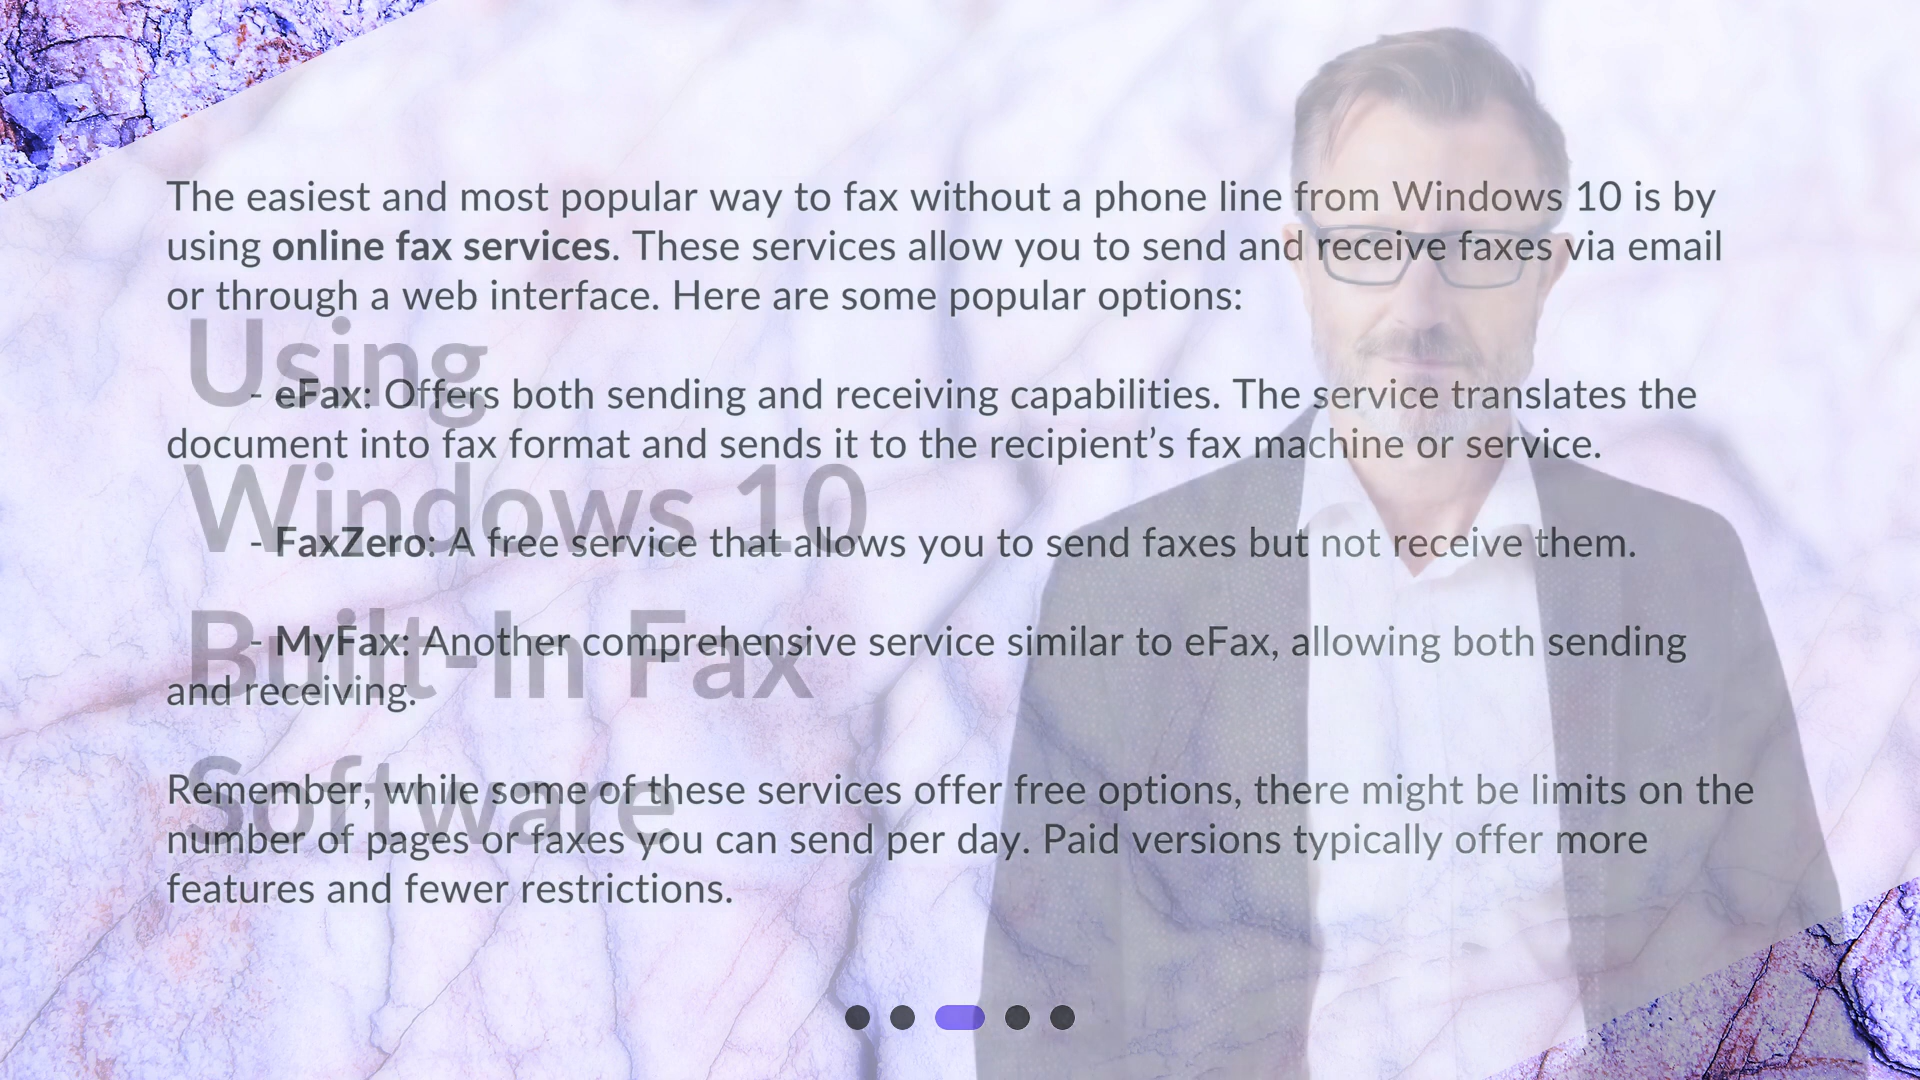 The easiest and most popular way to fax without a phone line from Windows 10 is by
using online fax services. These services allow you to send and receive faxes via email
or through a web interface. Here are some popular options:
- eFax: Offers both sending and receiving capabilities. The service translates the
document into fax format and sends it to the recipient’s fax machine or service.
- FaxZero: A free service that allows you to send faxes but not receive them.
- MyFax: Another comprehensive service similar to eFax, allowing both sending
and receiving.
Remember, while some of these services offer free options, there might be limits on the
number of pages or faxes you can send per day. Paid versions typically offer more
features and fewer restrictions.
Using
Windows 10
Built-In Fax
Software